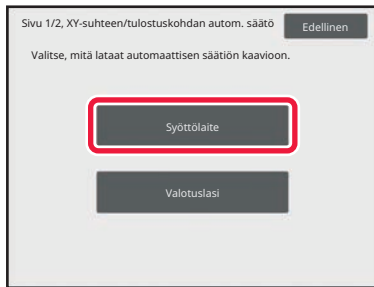 Sivu 1/2, XY-suhteen/tulostuskohdan autom. säätö
Edellinen
Valitse, mitä lataat automaattisen säätiön kaavioon.
Syöttölaite
Valotuslasi